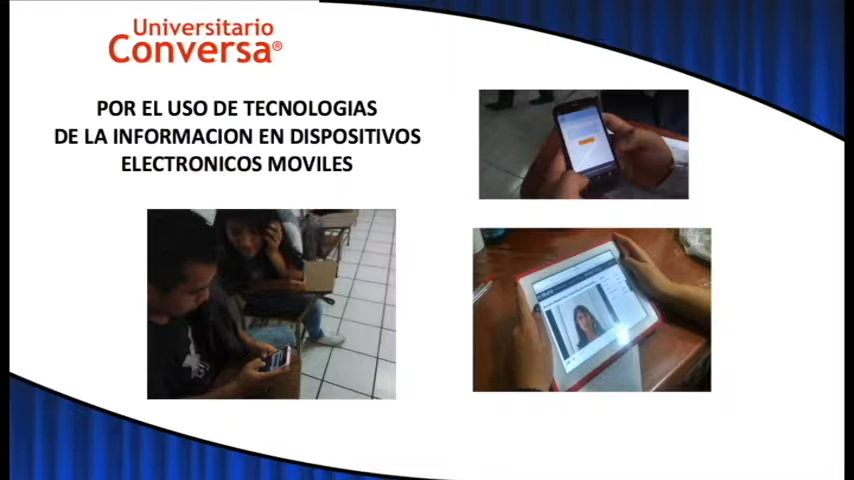 Universitario
Conversa®
POR EL USO DE TECNOLOGIAS
DE LA INFORMACION EN DISPOSITIVOS
ELECTRONICOS MOVILES